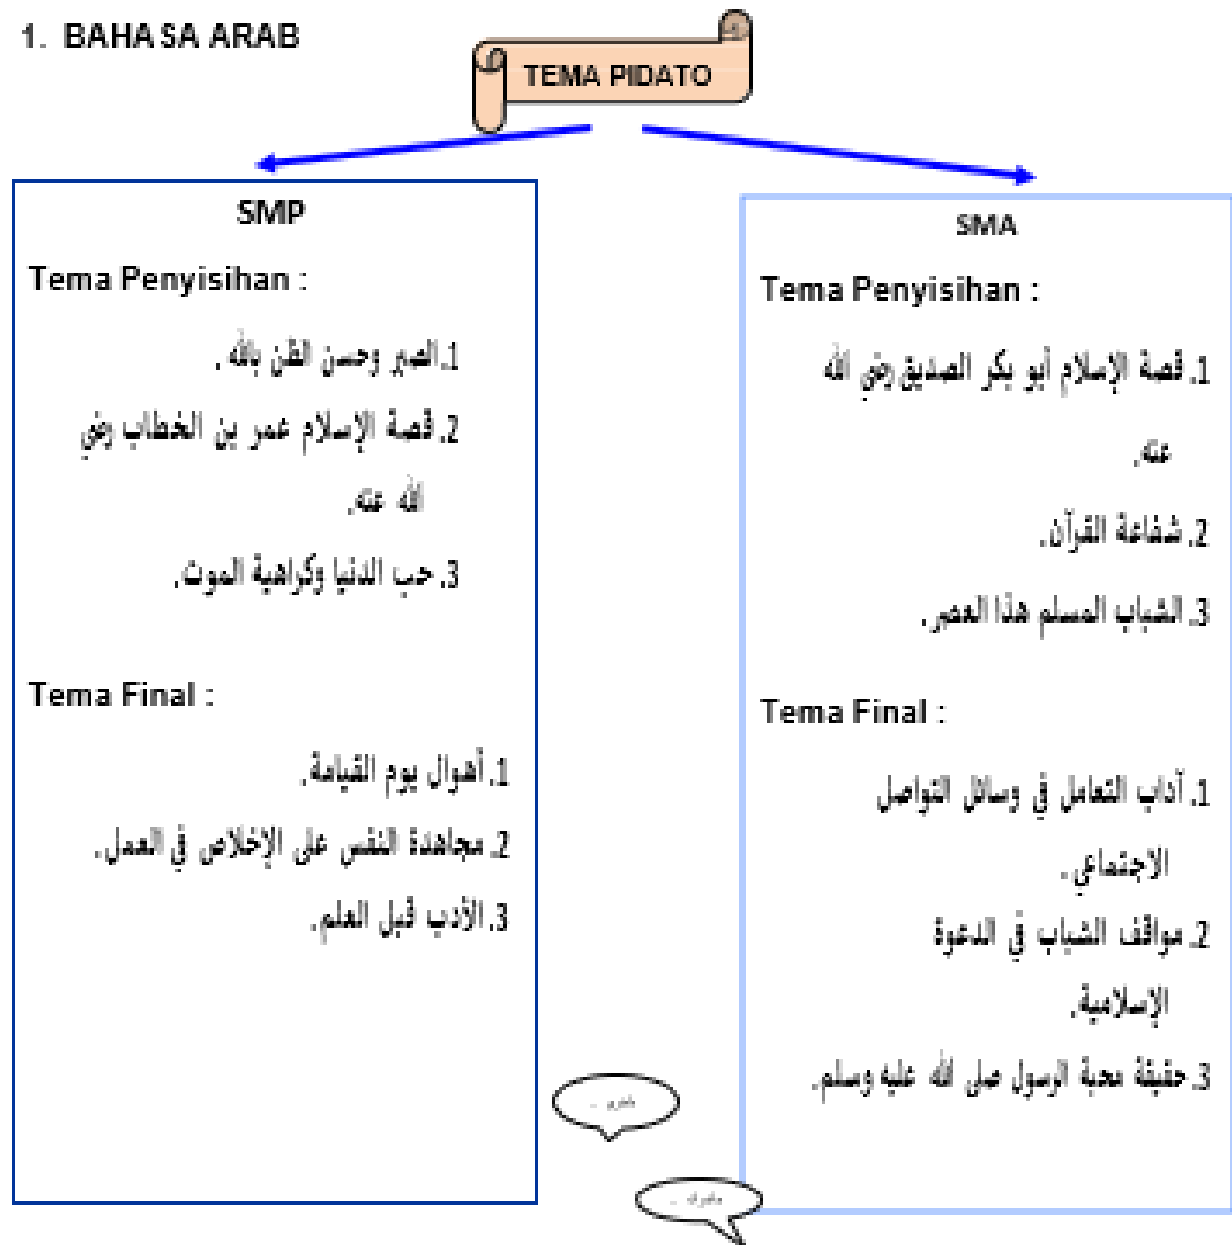 1. BAHASA ARAB
TEMA PIDATO
SMP
Tema Penyisihan :
1. الصبر وحسن الظن بالله .
2. قصة الإسلام عمر بن الخطاب رضي
الله عنه.
3. حب الدنيا وكراهية الموت.
Tema Final :
1. أهوال يوم القيامة.
2. مجاهدة النفس على الإخلاص في العمل.
3. الأدب قبل العلم.
SMA
Tema Penyisihan :
1. قصة الإسلام أبو بكر الصديق رضي الله
عنه.
2. شفاعة القرآن.
3. الشباب المسلم هذا العصر.
Tema Final :
1. آداب التعامل في وسائل التواصل
الاجتماعي.
2. مواقف الشباب في الدعوة
الإسلامية.
3. حقيقة محبة الرسول صلى الله عليه وسلم.